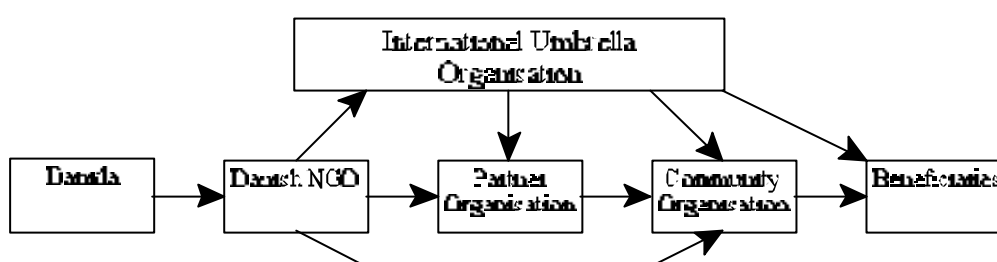 International Umbrella
Organisation
Danida
Danish NGO
Partner
Organisation
Community
Organisation
Beneficiaries